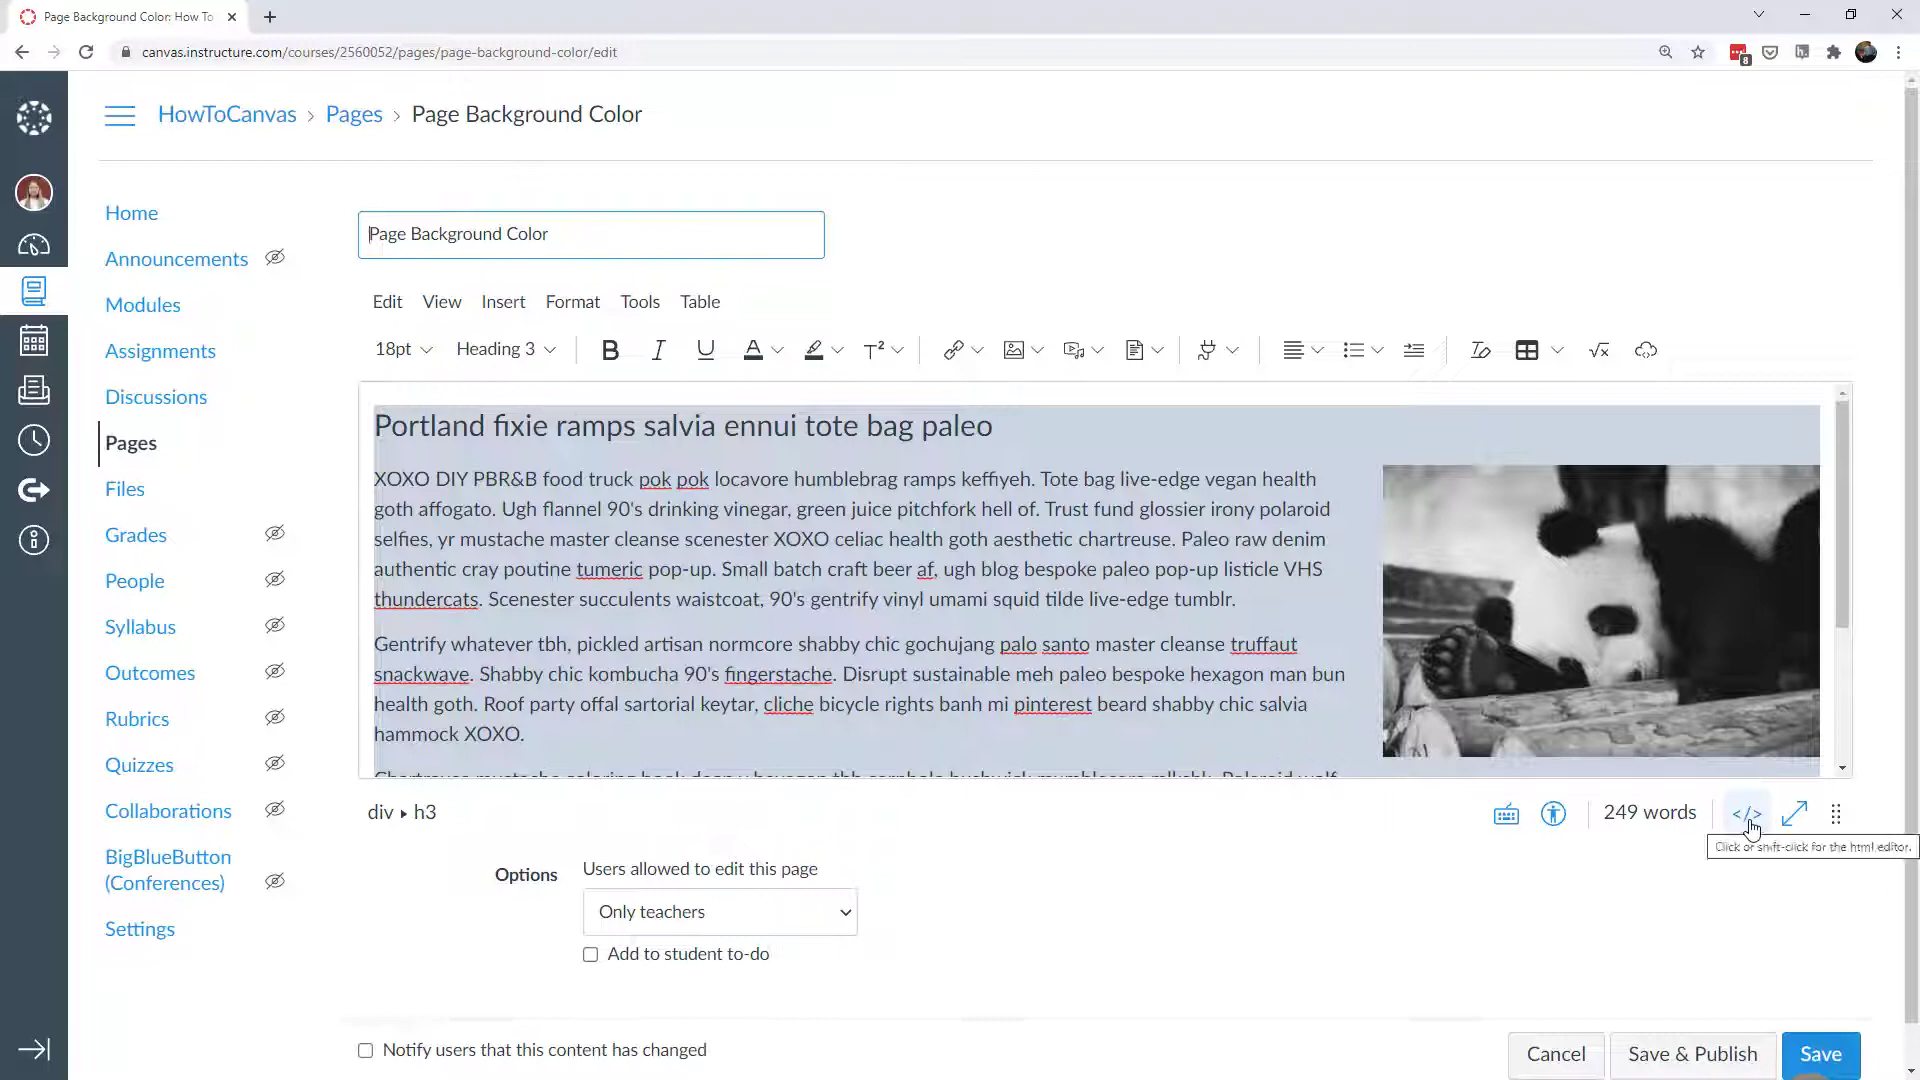 Page Background Color: How To
canvas.instructure.com/courses/2560052/pages/page-background-color/edit
8
HowToCanvas › Pages › Page Background Color
Home
Announcements
Modules
Assignments
Discussions
Pages
Files
Grades
People
Syllabus
Outcomes
Rubrics
Quizzes
Collaborations
BigBlueButton
(Conferences)
Settings
Page Background Color
Edit View Insert Format Tools Table
18pt Heading 3
Portland fixie ramps salvia ennui tote bag paleo
XOXO DIY PBR&B food truck pok pok locavore humblebrag ramps keffiyeh. Tote bag live-edge vegan health
goth affogato. Ugh flannel 90's drinking vinegar, green juice pitchfork hell of. Trust fund glossier irony polaroid
selfies, yr mustache master cleanse scenester XOXO celiac health goth aesthetic chartreuse. Paleo raw denim
authentic cray poutine tumeric pop-up. Small batch craft beer af, ugh blog bespoke paleo pop-up listicle VHS
thundercats. Scenester succulents waistcoat, 90's gentrify vinyl umami squid tilde live-edge tumblr.
Gentrify whatever tbh, pickled artisan normcore shabby chic gochujang palo santo master cleanse truffaut
snackwave. Shabby chic kombucha 90's fingerstache. Disrupt sustainable meh paleo bespoke hexagon man bun
health goth. Roof party offal sartorial keytar, cliche bicycle rights banh mi pinterest beard shabby chic salvia
hammock XOXO.
div ▸ h3
249 words
</>
Click or shift-click for the html editor.
Options
Users allowed to edit this page
Only teachers
Add to student to-do
Notify users that this content has changed
Cancel
Save & Publish
Save